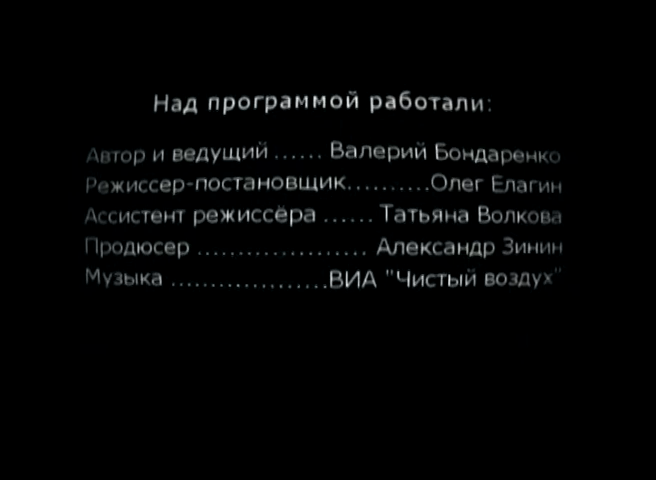 Над программой работали:
Автор и ведущий ...... Валерий Бондаренко
Режиссер-постановщик..........Олег Елагин
Ассистент режиссёра ...... Татьяна Волкова
Продюсер .................... Александр Зинин
Музыка ...................ВИА "Чистый воздух"